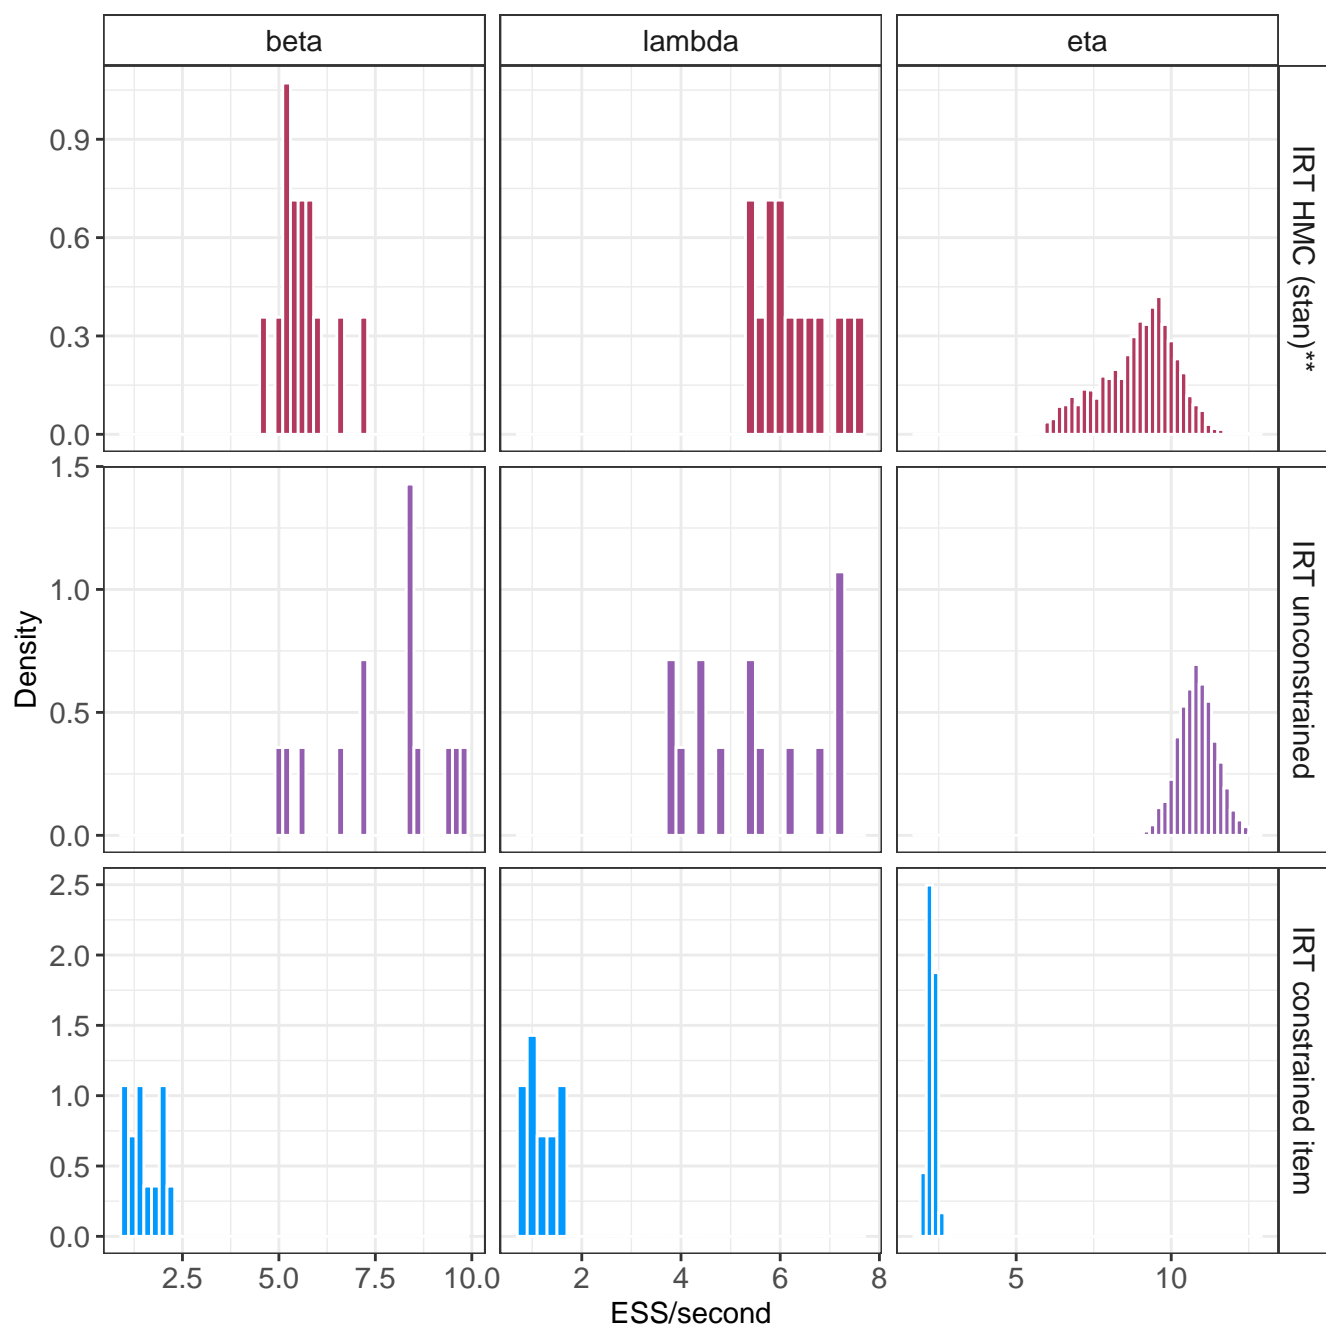 beta
lambda
eta
0.9
0.6
0.3
0.0
IRT HMC (stan)**
1.5
1.0
0.5
0.0
IRT unconstrained
Density
2.5
2.0
1.5
1.0
0.5
0.0
IRT constrained item
2.5 5.0 7.5 10.0
2 4 6 8
5 10
ESS/second